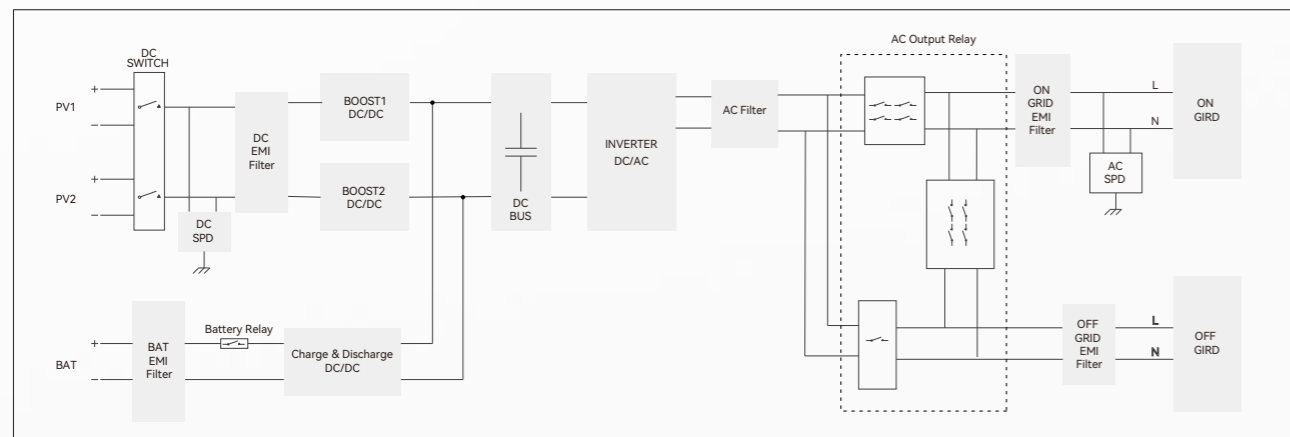 DC
SWITCH
PV1
+
−
PV2
+
−
DC
SPD
DC
EMI
Filter
BOOST1
DC/DC
BOOST2
DC/DC
DC
BUS
INVERTER
DC/AC
AC Filter
AC Output Relay
ON
GRID
EMI
Filter
L
N
AC
SPD
ON
GIRD
BAT
+
−
BAT
EMI
Filter
Battery Relay
Charge & Discharge
DC/DC
OFF
GRID
EMI
Filter
L
N
OFF
GIRD